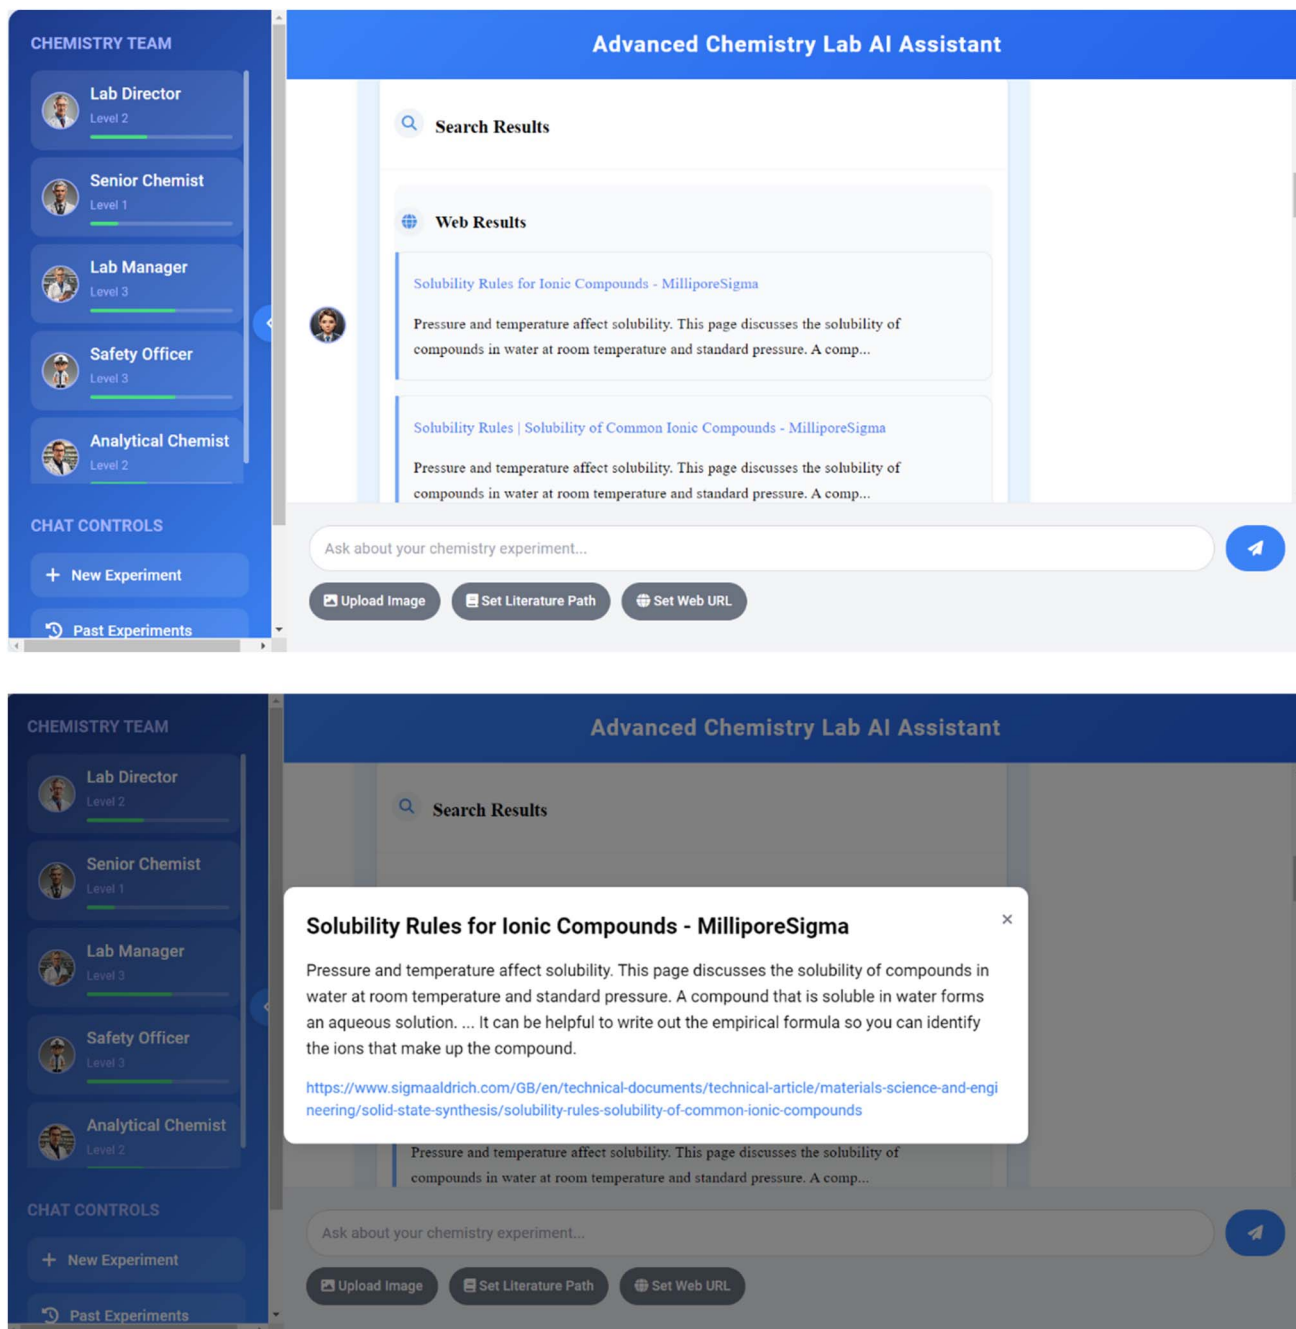 CHEMISTRY TEAM
Advanced Chemistry Lab AI Assistant
Lab Director
Level 2
Senior Chemist
Level 1
Lab Manager
Level 3
Safety Officer
Level 3
Analytical Chemist
Level 2
CHAT CONTROLS
+ New Experiment
Past Experiments
Search Results
Web Results
Solubility Rules for Ionic Compounds - MilliporeSigma
Pressure and temperature affect solubility. This page discusses the solubility of
compounds in water at room temperature and standard pressure. A comp...
Solubility Rules | Solubility of Common Ionic Compounds - MilliporeSigma
Pressure and temperature affect solubility. This page discusses the solubility of
compounds in water at room temperature and standard pressure. A comp...
Ask about your chemistry experiment...
Upload Image
Set Literature Path
Set Web URL
CHEMISTRY TEAM
Advanced Chemistry Lab AI Assistant
Lab Director
Level 2
Senior Chemist
Level 1
Lab Manager
Level 3
Safety Officer
Level 3
Analytical Chemist
Level 2
CHAT CONTROLS
+ New Experiment
Past Experiments
Search Results
Solubility Rules for Ionic Compounds - MilliporeSigma
×
Pressure and temperature affect solubility. This page discusses the solubility of compounds in
water at room temperature and standard pressure. A compound that is soluble in water forms
an aqueous solution. ... It can be helpful to write out the empirical formula so you can identify
the ions that make up the compound.
https://www.sigmaaldrich.com/GB/en/technical-documents/technical-article/materials-science-and-engi
neering/solid-state-synthesis/solubility-rules-solubility-of-common-ionic-compounds
Pressure and temperature affect solubility. This page discusses the solubility of
compounds in water at room temperature and standard pressure. A comp...
Ask about your chemistry experiment...
Upload Image
Set Literature Path
Set Web URL